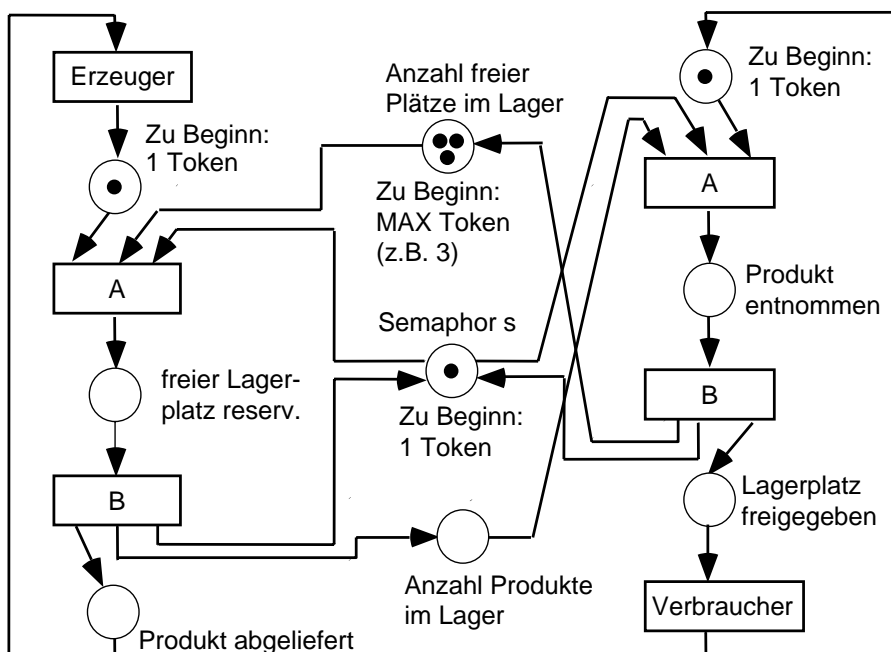 Erzeuger
Zu Beginn:
1 Token
A
freier Lager-
platz reserv.
B
Produkt abgeliefert
Anzahl freier
Plätze im Lager
Zu Beginn:
MAX Token
(z.B. 3)
Semaphor s
Zu Beginn:
1 Token
Anzahl Produkte
im Lager
Zu Beginn:
1 Token
A
Produkt
entnommen
B
Lagerplatz
freigegeben
Verbraucher